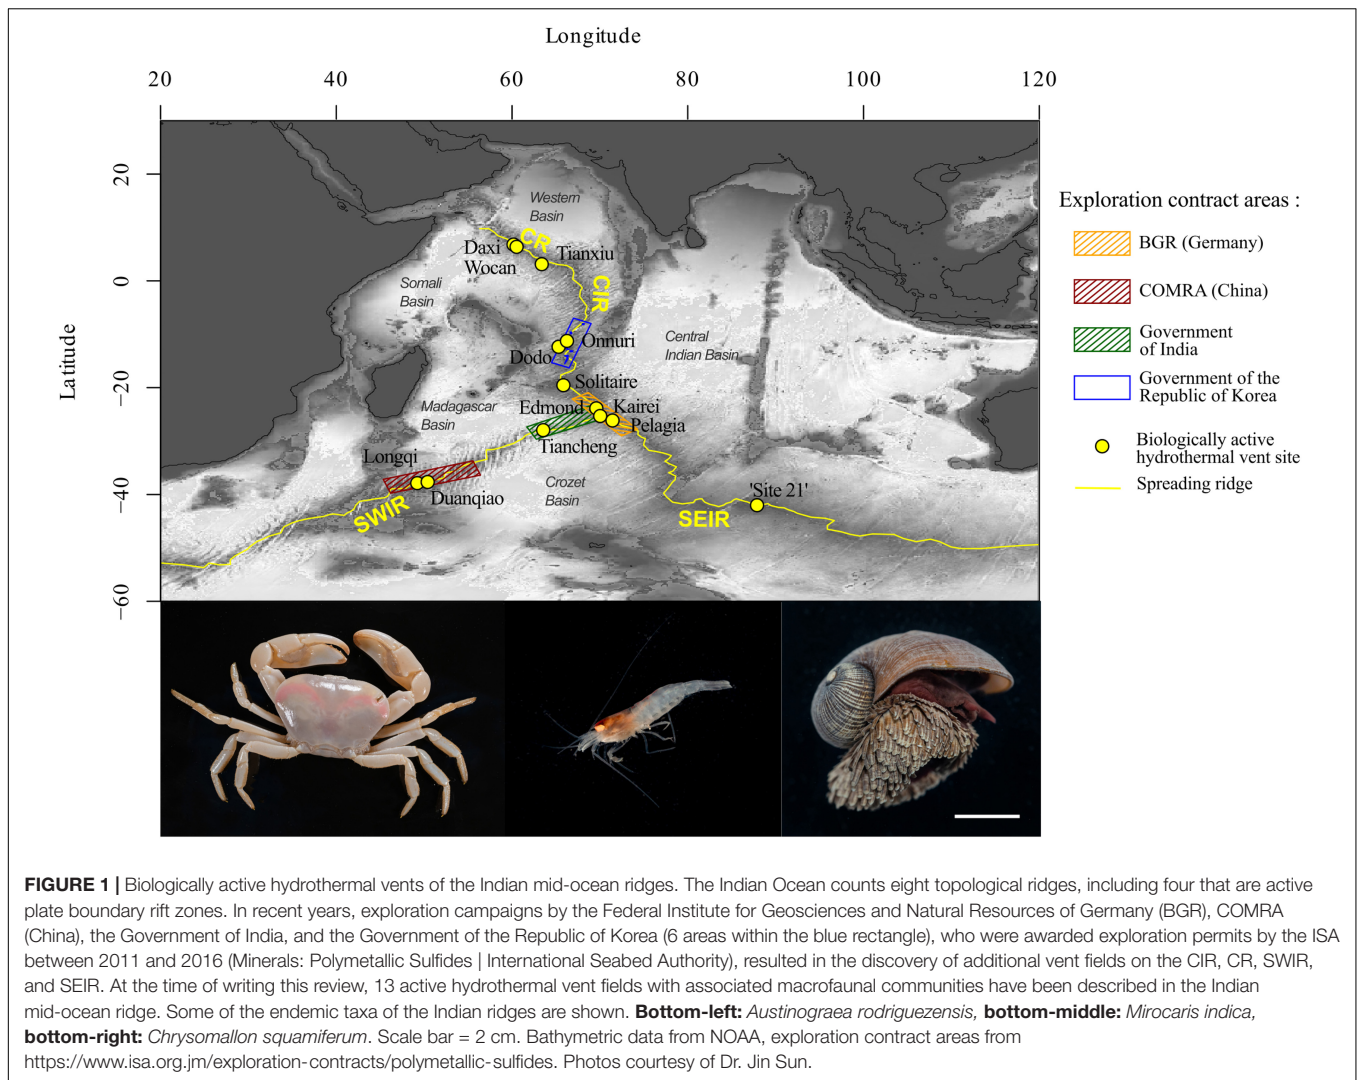 Longitude
20 40 60 80 100 120
Latitude
20
0
−20
−40
−60
Western
Basin
CR
Daxi
Wocan
Tianxiu
Somali
Basin
CIR
Onnuri
Dodo
Central
Indian Basin
Solitaire
Madagascar
Basin
Edmond
Kairei
Pelagia
Tiancheng
Longqi
Duanqiao
Crozet
Basin
'Site 21'
SWIR
SEIR
Exploration contract areas :
BGR (Germany)
COMRA (China)
Government
of India
Government of the
Republic of Korea
Biologically active
hydrothermal vent site
Spreading ridge
FIGURE 1 | Biologically active hydrothermal vents of the Indian mid-ocean ridges. The Indian Ocean counts eight topological ridges, including four that are active
plate boundary rift zones. In recent years, exploration campaigns by the Federal Institute for Geosciences and Natural Resources of Germany (BGR), COMRA
(China), the Government of India, and the Government of the Republic of Korea (6 areas within the blue rectangle), who were awarded exploration permits by the ISA
between 2011 and 2016 (Minerals: Polymetallic Sulfides | International Seabed Authority), resulted in the discovery of additional vent fields on the CIR, CR, SWIR,
and SEIR. At the time of writing this review, 13 active hydrothermal vent fields with associated macrofaunal communities have been described in the Indian
mid-ocean ridge. Some of the endemic taxa of the Indian ridges are shown. Bottom-left: Austinograea rodriguezensis, bottom-middle: Mirocaris indica,
bottom-right: Chrysomallon squamiferum. Scale bar = 2 cm. Bathymetric data from NOAA, exploration contract areas from
https://www.isa.org.jm/exploration-contracts/polymetallic-sulfides. Photos courtesy of Dr. Jin Sun.